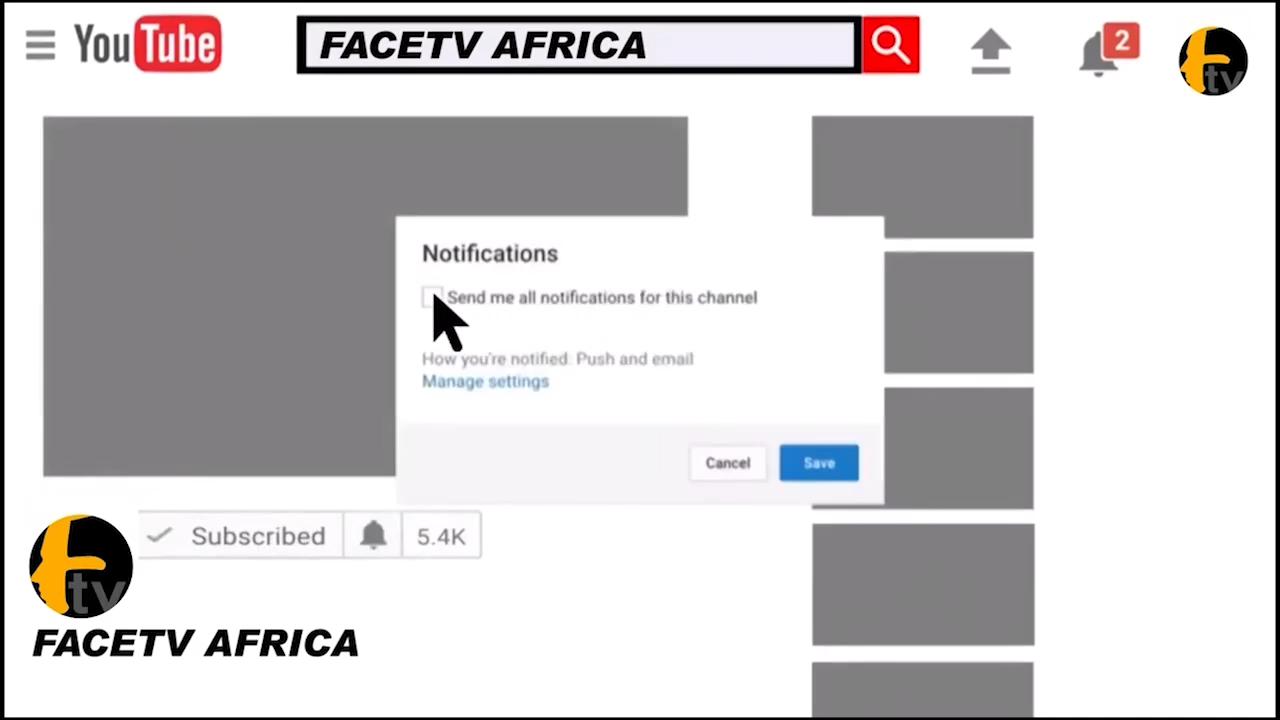 YouTube
FACETV AFRICA
2
tv
Notifications
Send me all notifications for this channel
How you're notified: Push and email
Manage settings
Cancel
Save
Subscribed
5.4K
tv
FACETV AFRICA